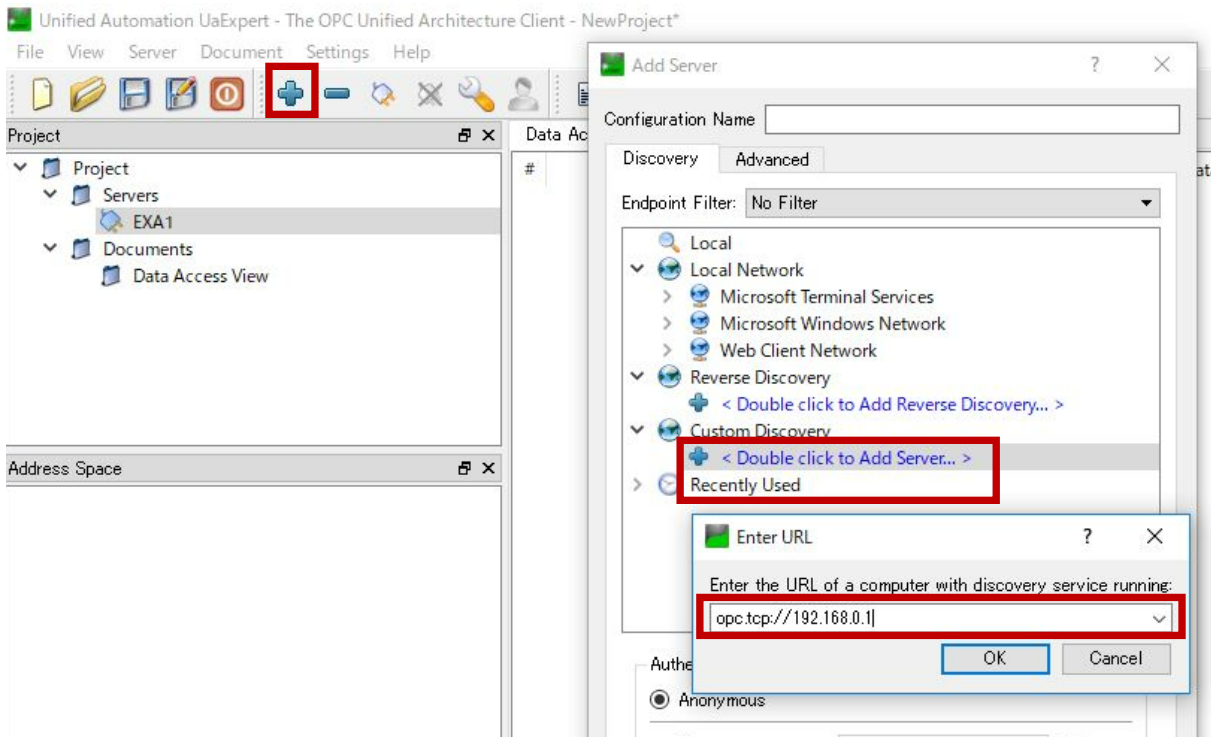 Unified Automation UaExpert - The OPC Unified Architecture Client - NewProject*
File View Server Document Settings Help
Project
Project
Servers
EXA1
Documents
Data Access View
Address Space
Data Ac
#
Add Server
?
Configuration Name
Discovery Advanced
Endpoint Filter: No Filter
Local
Local Network
Microsoft Terminal Services
Microsoft Windows Network
Web Client Network
Reverse Discovery
< Double click to Add Reverse Discovery... >
Custom Discovery
< Double click to Add Server... >
Recently Used
Enter URL
?
Enter the URL of a computer with discovery service running:
opc.tcp://192.168.0.1
OK Cancel
Authe
Anonymous